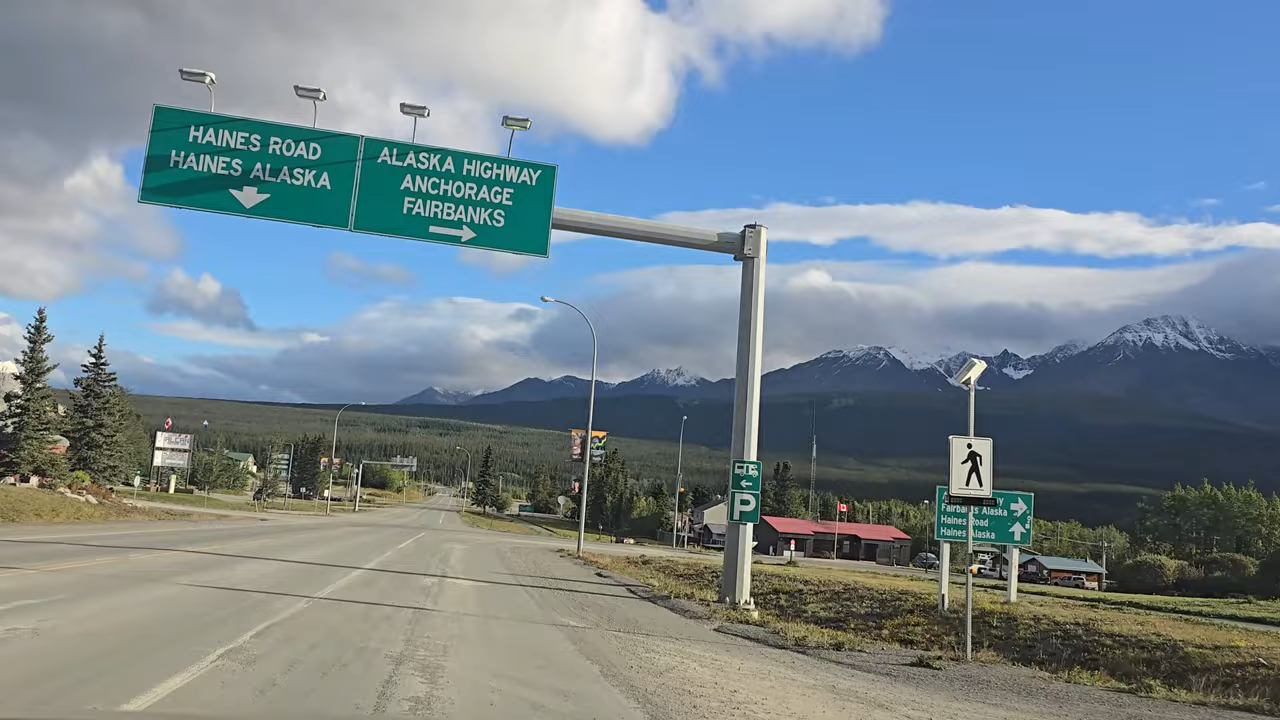 HAINES ROAD
HAINES ALASKA
ALASKA HIGHWAY
ANCHORAGE
FAIRBANKS
P
Fairbanks Alaska
Haines Road
Haines Alaska